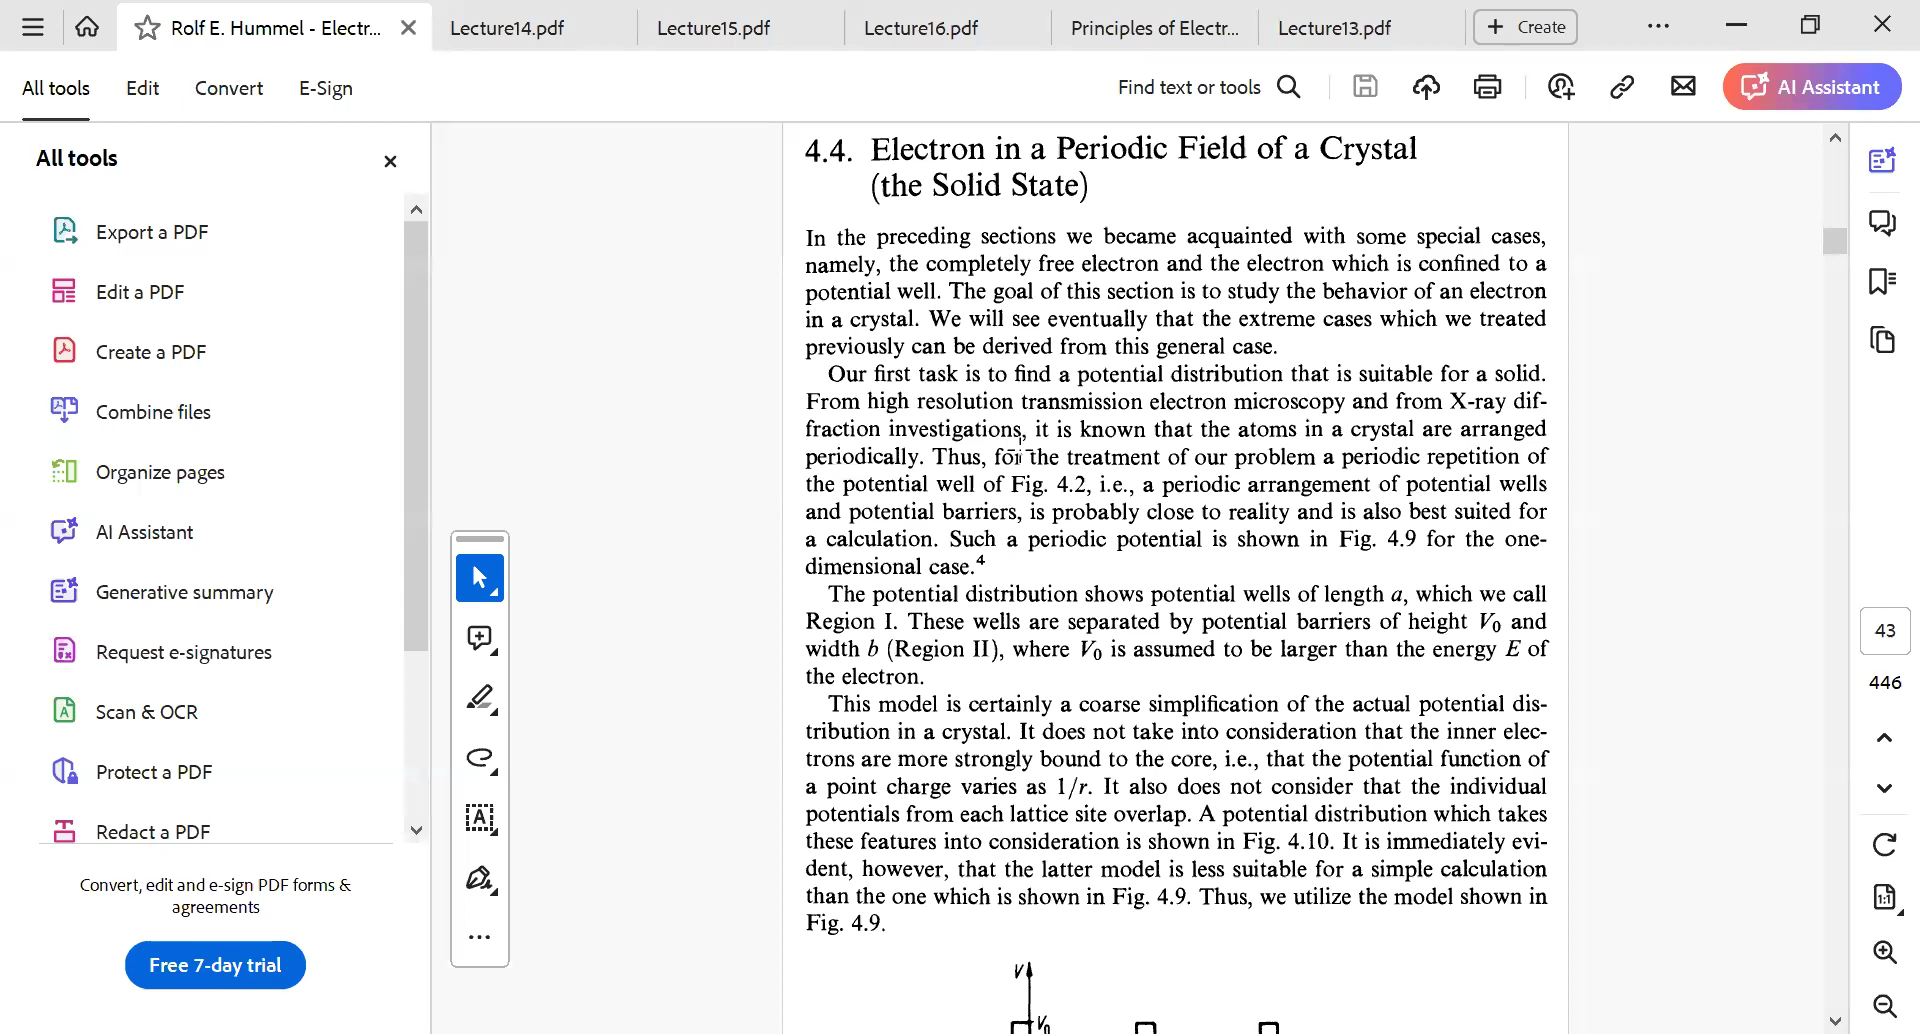 Rolf E. Hummel - Electr...
Lecture14.pdf
Lecture15.pdf
Lecture16.pdf
Principles of Electr...
Lecture13.pdf
Create
All tools
Edit
Convert
E-Sign
Find text or tools
AI Assistant
All tools
Export a PDF
Edit a PDF
Create a PDF
Combine files
Organize pages
AI Assistant
Generative summary
Request e-signatures
Scan & OCR
Protect a PDF
Redact a PDF
Convert, edit and e-sign PDF forms &
agreements
Free 7-day trial
4.4. Electron in a Periodic Field of a Crystal
(the Solid State)
In the preceding sections we became acquainted with some special cases,
namely, the completely free electron and the electron which is confined to a
potential well. The goal of this section is to study the behavior of an electron
in a crystal. We will see eventually that the extreme cases which we treated
previously can be derived from this general case.
Our first task is to find a potential distribution that is suitable for a solid.
From high resolution transmission electron microscopy and from X-ray dif-
fraction investigations, it is known that the atoms in a crystal are arranged
periodically. Thus, for the treatment of our problem a periodic repetition of
the potential well of Fig. 4.2, i.e., a periodic arrangement of potential wells
and potential barriers, is probably close to reality and is also best suited for
a calculation. Such a periodic potential is shown in Fig. 4.9 for the one-
dimensional case.⁴
The potential distribution shows potential wells of length a, which we call
Region I. These wells are separated by potential barriers of height V₀ and
width b (Region II), where V₀ is assumed to be larger than the energy E of
the electron.
This model is certainly a coarse simplification of the actual potential dis-
tribution in a crystal. It does not take into consideration that the inner elec-
trons are more strongly bound to the core, i.e., that the potential function of
a point charge varies as 1/r. It also does not consider that the individual
potentials from each lattice site overlap. A potential distribution which takes
these features into consideration is shown in Fig. 4.10. It is immediately evi-
dent, however, that the latter model is less suitable for a simple calculation
than the one which is shown in Fig. 4.9. Thus, we utilize the model shown in
Fig. 4.9.
V
V₀
43
446
1:1